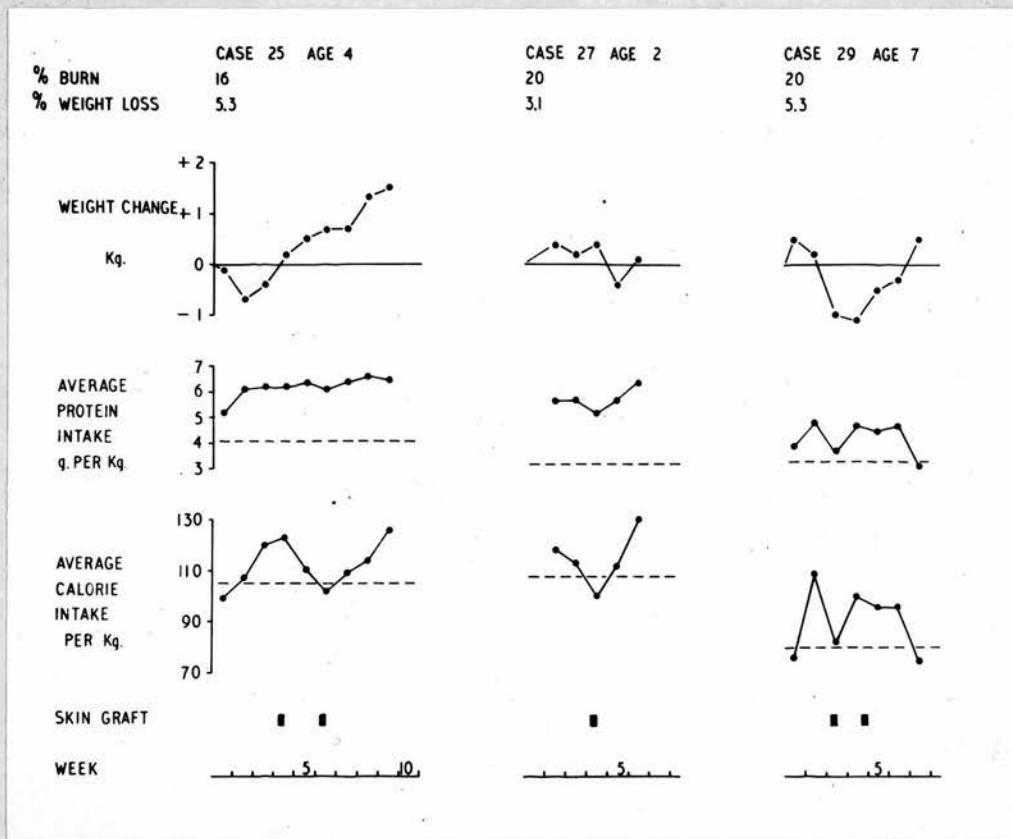 CASE 25 AGE 4 CASE 27 AGE 2 CASE 29 AGE 7
% BURN 16 20 20
% WEIGHT LOSS 5.3 3.1 5.3
+ 2
WEIGHT CHANGE + 1
Kg. 0
- 1
7
AVERAGE 6
PROTEIN 5
INTAKE 4
g. PER Kg. 3
130
AVERAGE 110
CALORIE
INTAKE 90
PER Kg.
70
SKIN GRAFT
WEEK 5 10 5 5